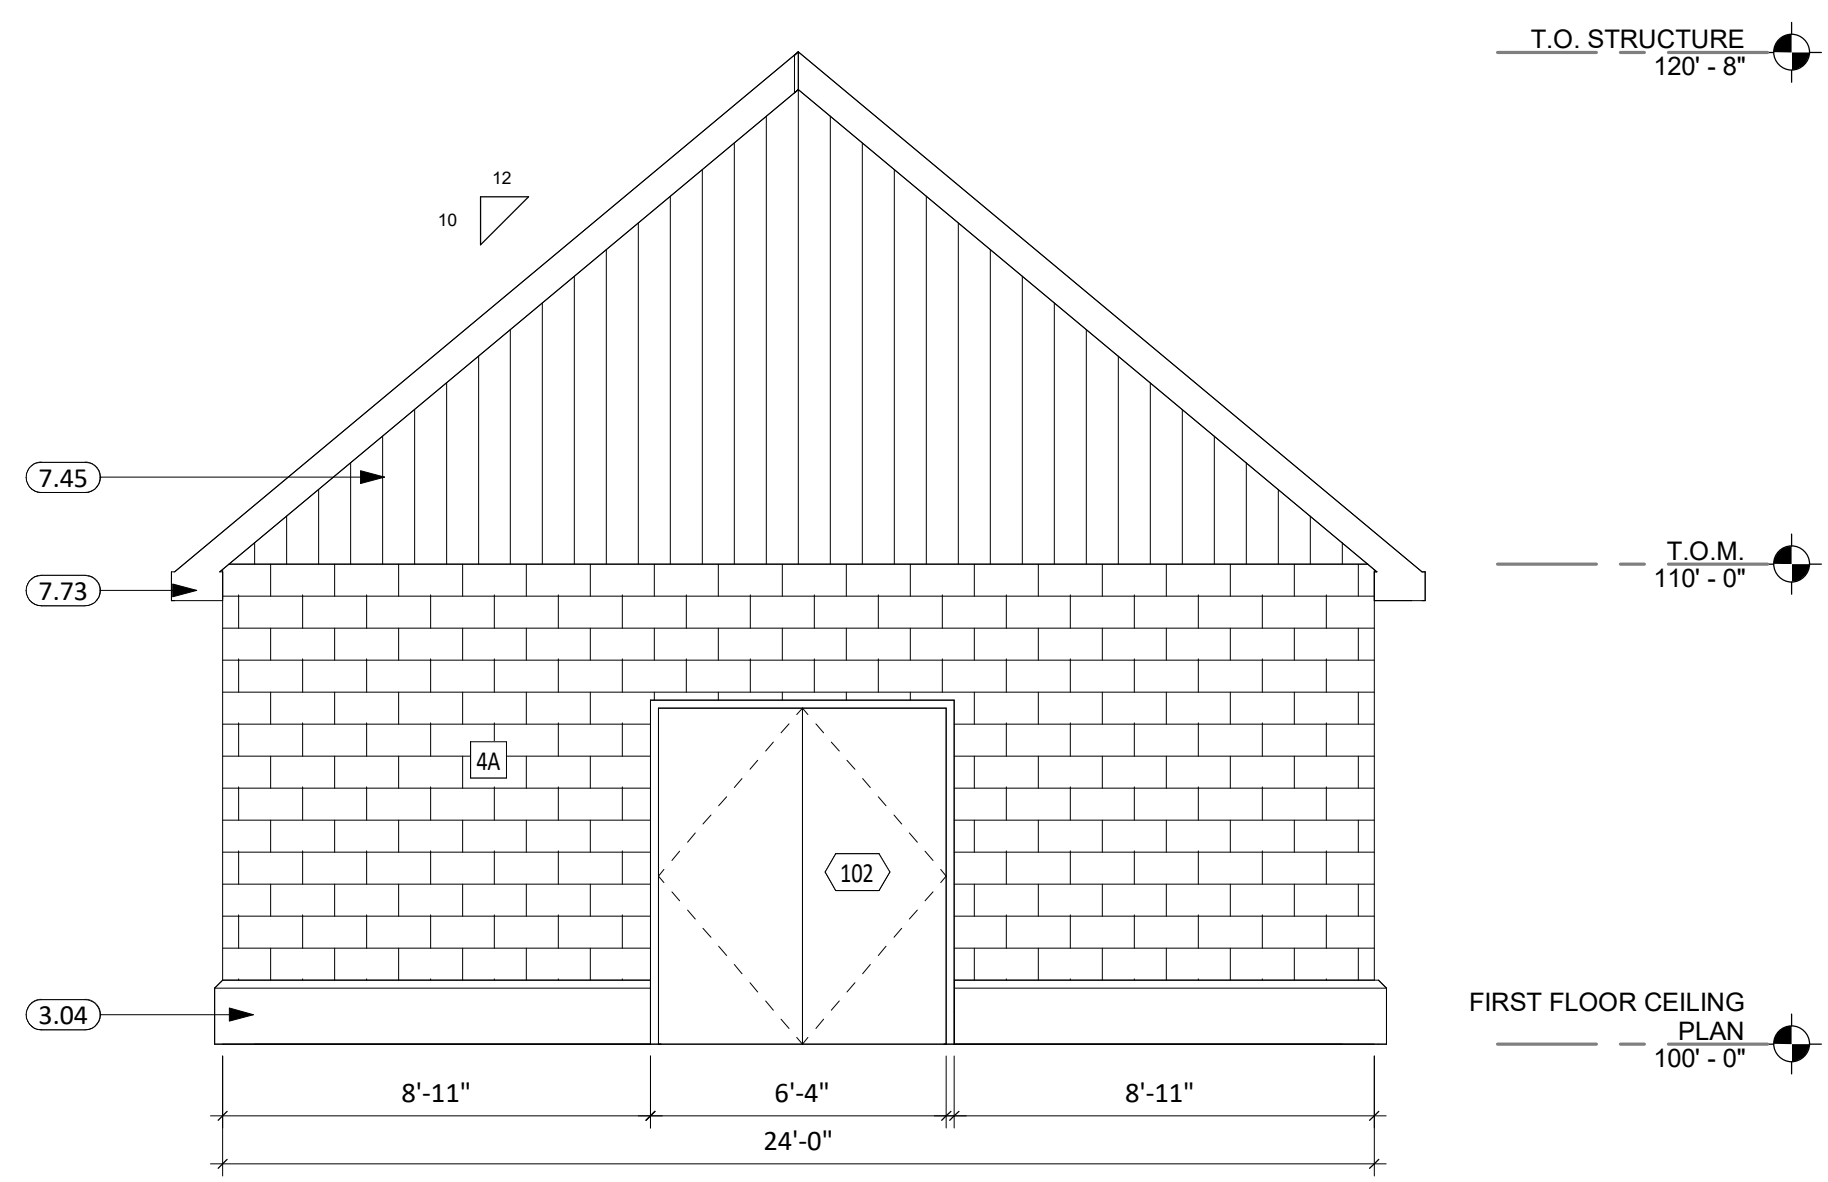 T.O. STRUCTURE
120' - 8"
12
10
7.45
T.O.M.
110' - 0"
7.73
4A
102
FIRST FLOOR CEILING
PLAN
100' - 0"
3.04
8'-11"
6'-4"
8'-11"
24'-0"